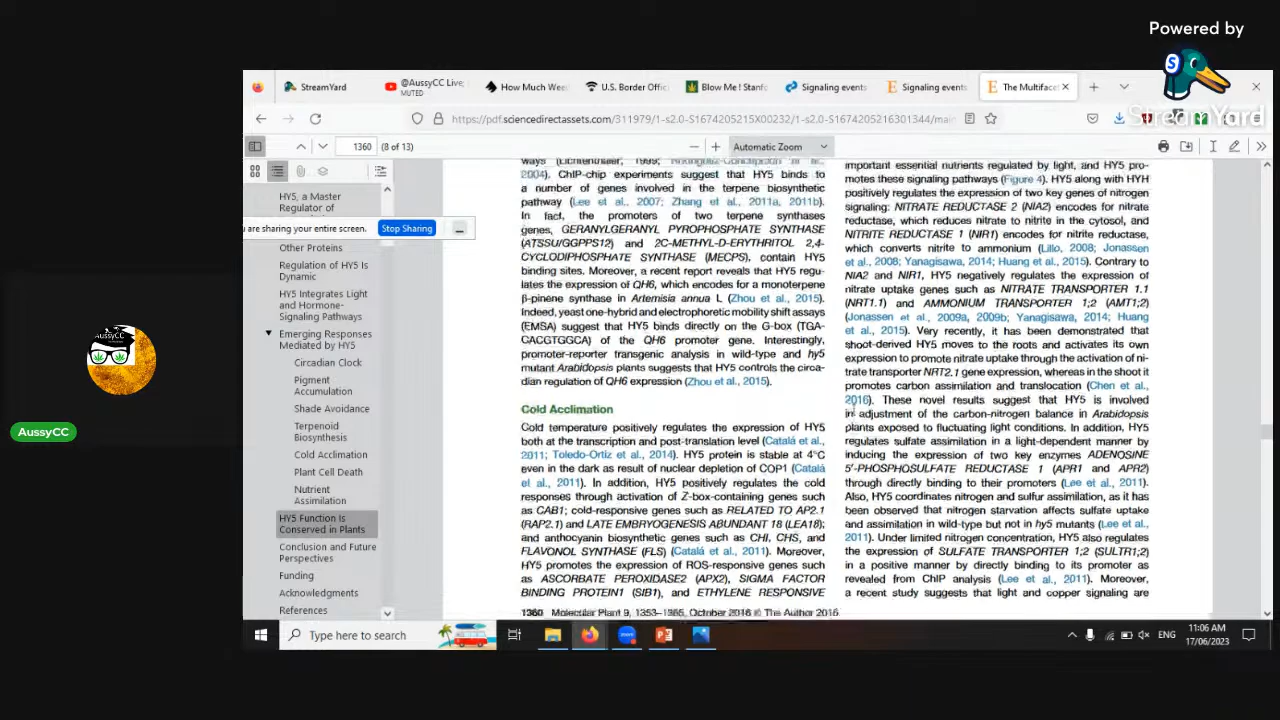 Powered by
StreamYard
StreamYard
@AussyCC Live;
MUTED
How Much Wee
U.S. Border Offic
Blow Me ! Stanf
Signaling events
Signaling events
The Multiface
https://pdf.sciencedirectassets.com/311979/1-s2.0-S1674205215X00232/1-s2.0-S1674205216301344/main
1360
(8 of 13)
Automatic Zoom
HY5, a Master
Regulator of
are sharing your entire screen.
Stop Sharing
Other Proteins
Regulation of HY5 Is
Dynamic
HY5 Integrates Light
and Hormone-
Signaling Pathways
Emerging Responses
Mediated by HY5
Circadian Clock
Pigment
Accumulation
Shade Avoidance
Terpenoid
Biosynthesis
Cold Acclimation
Plant Cell Death
Nutrient
Assimilation
HY5 Function Is
Conserved in Plants
Conclusion and Future
Perspectives
Funding
Acknowledgments
References
ways (Lichtenthaler, 1999;
2004). ChIP-chip experiments suggest that HY5 binds to
a number of genes involved in the terpene biosynthetic
pathway (Lee et al., 2007; Zhang et al., 2011a, 2011b).
In fact, the promoters of two terpene synthases
genes, GERANYLGERANYL PYROPHOSPHATE SYNTHASE
(ATSSU/GGPPS12) and 2C-METHYL-D-ERYTHRITOL 2,4-
CYCLODIPHOSPHATE SYNTHASE (MECPS), contain HY5
binding sites. Moreover, a recent report reveals that HY5 regu-
lates the expression of QH6, which encodes for a monoterpene
β-pinene synthase in Artemisia annua L (Zhou et al., 2015).
Indeed, yeast one-hybrid and electrophoretic mobility shift assays
(EMSA) suggest that HY5 binds directly on the G-box (TGA-
CACGTGGCA) of the QH6 promoter gene. Interestingly,
promoter-reporter transgenic analysis in wild-type and hy5
mutant Arabidopsis plants suggests that HY5 controls the circa-
dian regulation of QH6 expression (Zhou et al., 2015).
Cold Acclimation
Cold temperature positively regulates the expression of HY5
both at the transcription and post-translation level (Catalá et al.,
2011; Toledo-Ortiz et al., 2014). HY5 protein is stable at 4°C
even in the dark as result of nuclear depletion of COP1 (Catalá
et al., 2011). In addition, HY5 positively regulates the cold
responses through activation of Z-box-containing genes such
as CAB1; cold-responsive genes such as RELATED TO AP2.1
(RAP2.1) and LATE EMBRYOGENESIS ABUNDANT 18 (LEA18);
and anthocyanin biosynthetic genes such as CHI, CHS, and
FLAVONOL SYNTHASE (FLS) (Catalá et al., 2011). Moreover,
HY5 promotes the expression of ROS-responsive genes such
as ASCORBATE PEROXIDASE2 (APX2), SIGMA FACTOR
BINDING PROTEIN1 (SIB1), and ETHYLENE RESPONSIVE
1360 Molecular Plant 9, 1353–1365, October 2016 © The Author 2016.
important essential nutrients regulated by light, and HY5 pro-
motes these signaling pathways (Figure 4). HY5 along with HYH
positively regulates the expression of two key genes of nitrogen
signaling: NITRATE REDUCTASE 2 (NIA2) encodes for nitrate
reductase, which reduces nitrate to nitrite in the cytosol, and
NITRITE REDUCTASE 1 (NIR1) encodes for nitrite reductase,
which converts nitrite to ammonium (Lillo, 2008; Jonassen
et al., 2008; Yanagisawa, 2014; Huang et al., 2015). Contrary to
NIA2 and NIR1, HY5 negatively regulates the expression of
nitrate uptake genes such as NITRATE TRANSPORTER 1.1
(NRT1.1) and AMMONIUM TRANSPORTER 1;2 (AMT1;2)
(Jonassen et al., 2009a, 2009b; Yanagisawa, 2014; Huang
et al., 2015). Very recently, it has been demonstrated that
shoot-derived HY5 moves to the roots and activates its own
expression to promote nitrate uptake through the activation of ni-
trate transporter NRT2.1 gene expression, whereas in the shoot it
promotes carbon assimilation and translocation (Chen et al.,
2016). These novel results suggest that HY5 is involved
in adjustment of the carbon-nitrogen balance in Arabidopsis
plants exposed to fluctuating light conditions. In addition, HY5
regulates sulfate assimilation in a light-dependent manner by
inducing the expression of two key enzymes ADENOSINE
5′-PHOSPHOSULFATE REDUCTASE 1 (APR1 and APR2)
through directly binding to their promoters (Lee et al., 2011).
Also, HY5 coordinates nitrogen and sulfur assimilation, as it has
been observed that nitrogen starvation affects sulfate uptake
and assimilation in wild-type but not in hy5 mutants (Lee et al.,
2011). Under limited nitrogen concentration, HY5 also regulates
the expression of SULFATE TRANSPORTER 1;2 (SULTR1;2)
in a positive manner by directly binding to its promoter as
revealed from ChIP analysis (Lee et al., 2011). Moreover,
a recent study suggests that light and copper signaling are
AussyCC
AussyCC
Type here to search
ENG
11:06 AM
17/06/2023